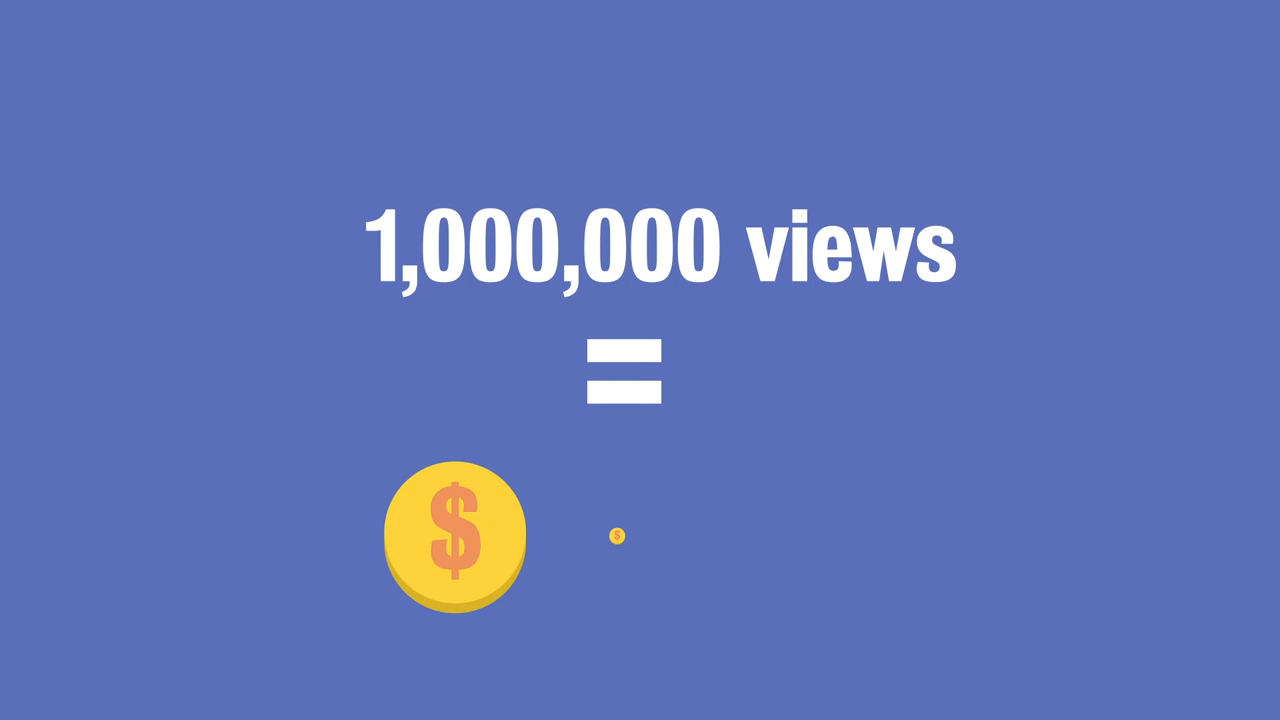 1,000,000 views
=
$ $